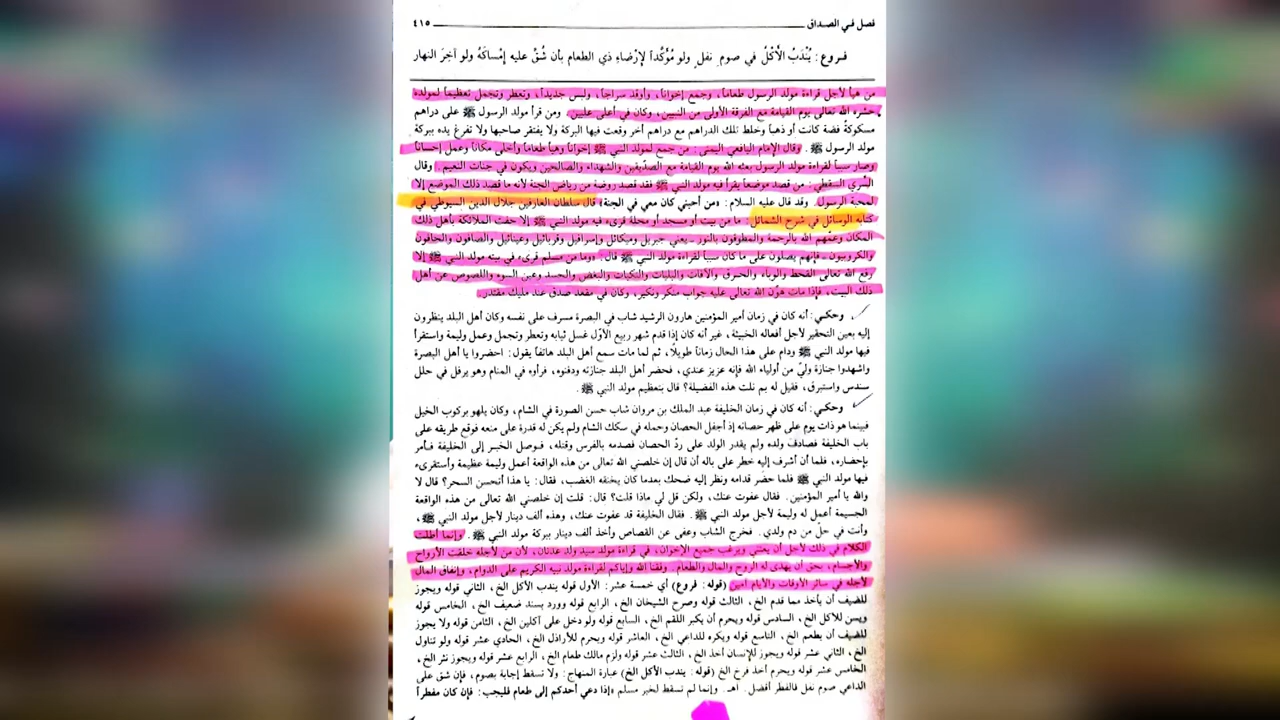 فصل في الصداق ٤١٥
فروع: يُنْدَبُ الأَكْلُ في صوم نفل ولو مُؤَكَّداً لإِرْضاءِ ذي الطعام بأن شُقَّ عليه إِمْساكُهُ ولو آخِرَ النهار
من هيأ لأجل قراءة مولد الرسول طعاماً، وجمع إخواناً، وأوقد سراجاً، ولبس جديداً، وتعطر وتجمل تعظيماً لمولده
حشره الله تعالى يوم القيامة مع الفرقة الأولى من النبيين، وكان في أعلى عليين. ومن قرأ مولد الرسول ﷺ على دراهم
مسكوكة فضة كانت أو ذهباً وخلط تلك الدراهم مع دراهم أخر وقعت فيها البركة ولا يفتقر صاحبها ولا تفرغ يده ببركة
مولد الرسول ﷺ. وقال الإمام اليافعي اليمني: من جمع لمولد النبي ﷺ إخواناً وهيأ طعاماً وأخلى مكاناً وعمل إحساناً
وصار سبباً لقراءة مولد الرسول بعثه الله يوم القيامة مع الصدّيقين والشهداء والصالحين ويكون في جنات النعيم. وقال
السّري السقطي: من قصد موضعاً يقرأ فيه مولد النبي ﷺ فقد قصد روضة من رياض الجنة لأنه ما قصد ذلك الموضع إلا
لمحبة الرسول. وقد قال عليه السلام: «من أحبني كان معي في الجنة» قال سلطان العارفين جلال الدين السيوطي في
كتابه الوسائل في شرح الشمائل: ما من بيت أو مسجد أو محلة قرىء فيه مولد النبي ﷺ إلا حفت الملائكة بأهل ذلك
المكان وعمهم الله بالرحمة والمطوقون بالنور ـ يعني جبريل وميكائل وإسرافيل وقربائيل وعينائيل والصافون والحافون
والكروبيون ـ فإنهم يصلون على ما كان سبباً لقراءة مولد النبي ﷺ قال: «وما من مسلم قرىء في بيته مولد النبي ﷺ إلا
رفع الله تعالى القحط والوباء والحرق والآفات والبليات والنكبات والبغض والحسد وعين السوء واللصوص عن أهل
ذلك البيت، فإذا مات هوّن الله تعالى عليه جواب منكر ونكير، وكان في مقعد صدق عند مليك مقتدر.
وحكي: أنه كان في زمان أمير المؤمنين هارون الرشيد شاب في البصرة مسرف على نفسه وكان أهل البلد ينظرون
إليه بعين التحقير لأجل أفعاله الخبيثة، غير أنه كان إذا قدم شهر ربيع الأوّل غسل ثيابه وتعطر وتجمل وعمل وليمة واستقرأ
فيها مولد النبي ﷺ ودام على هذا الحال زماناً طويلًا، ثم لما مات سمع أهل البلد هاتفاً يقول: احضروا يا أهل البصرة
واشهدوا جنازة وليّ من أولياء الله فإنه عزيز عندي، فحضر أهل البلد جنازته ودفنوه، فرأوه في المنام وهو يرفل في حلل
سندس واستبرق، فقيل له بم نلت هذه الفضيلة؟ قال بتعظيم مولد النبي ﷺ.
وحكي: أنه كان في زمان الخليفة عبد الملك بن مروان شاب حسن الصورة في الشام، وكان يلهو بركوب الخيل
فبينما هو ذات يوم على ظهر حصانه إذ أجفل الحصان وحمله في سكك الشام ولم يكن له قدرة على منعه فوقع طريقه على
باب الخليفة فصادف ولده ولم يقدر الولد على ردّ الحصان فصدمه بالفرس وقتله، فوصل الخبر إلى الخليفة فأمر
بإحضاره، فلما أن أشرف إليه خطر على باله أن قال إن خلصني الله تعالى من هذه الواقعة أعمل وليمة عظيمة وأستقرىء
فيها مولد النبي ﷺ فلما حضر قدامه ونظر إليه ضحك بعدما كان يخنقه الغضب، فقال: يا هذا أتحسن السحر؟ قال لا
والله يا أمير المؤمنين. فقال عفوت عنك، ولكن قل لي ماذا قلت؟ قال: قلت إن خلصني الله تعالى من هذه الواقعة
الجسيمة أعمل له وليمة لأجل مولد النبي ﷺ. فقال الخليفة قد عفوت عنك، وهذه ألف دينار لأجل مولد النبي ﷺ،
وأنت في حلّ من دم ولدي. فخرج الشاب وعفى عن القصاص وأخذ ألف دينار ببركة مولد النبي ﷺ. وإنما أطلت
الكلام في ذلك لأجل أن يعتني ويرغب جميع الإخوان، في قراءة مولد سيد ولد عدنان، لأن من لأجله خلقت الأرواح
والأجسام، يحق أن يهدى له الروح والمال والطعام. وفقنا الله وإياكم لقراءة مولد نبيه الكريم على الدوام، وإنفاق المال
لأجله في سائر الأوقات والأيام آمين (قوله: فروع) أي خمسة عشر: الأول قوله يندب الأكل الخ، الثاني قوله ويجوز
للضيف أن يأخذ مما قدم الخ، الثالث قوله وصرح الشيخان الخ، الرابع قوله وورد بسند ضعيف الخ، الخامس قوله
ويسن للآكل الخ، السادس قوله ويحرم أن يكبر اللقم الخ، السابع قوله ولو دخل على آكلين الخ، الثامن قوله ولا يجوز
للضيف أن يطعم الخ، التاسع قوله ويكره للداعي الخ، العاشر قوله ويحرم للأراذل الخ، الحادي عشر قوله ولو تناول
الخ، الثاني عشر قوله ويجوز للإنسان أخذ الخ، الثالث عشر قوله ولزم مالك طعام الخ، الرابع عشر قوله ويجوز نثر الخ،
الخامس عشر قوله ويحرم أخذ فرخ الخ (قوله: يندب الأكل الخ) عبارة المنهاج: ولا تسقط إجابة بصوم، فإن شق على
الداعي صوم نفل فالفطر أفضل. اهـ. وإنما لم تسقط لخبر مسلم «إذا دعي أحدكم إلى طعام فليجب: فإن كان مفطراً